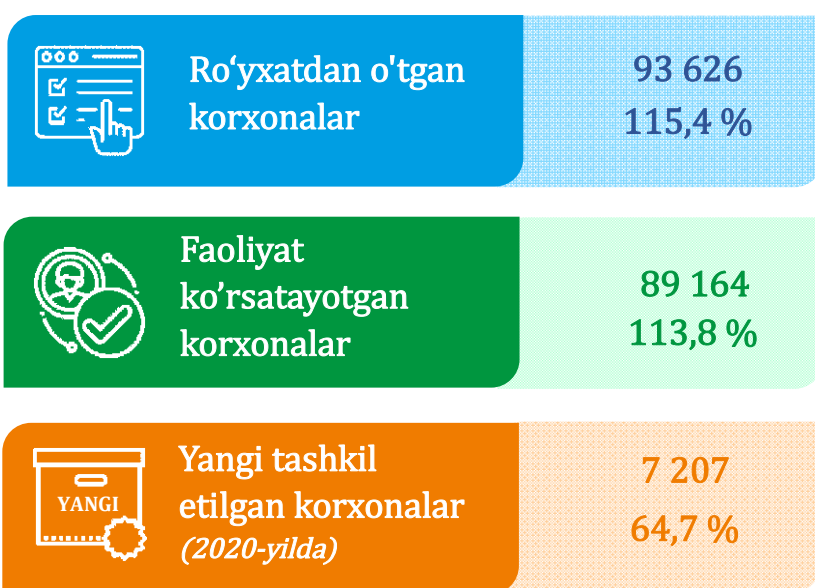 Ro‘yxatdan o'tgan
korxonalar
93 626
115,4 %
Faoliyat
ko’rsatayotgan
korxonalar
89 164
113,8 %
YANGI
Yangi tashkil
etilgan korxonalar
(2020-yilda)
7 207
64,7 %